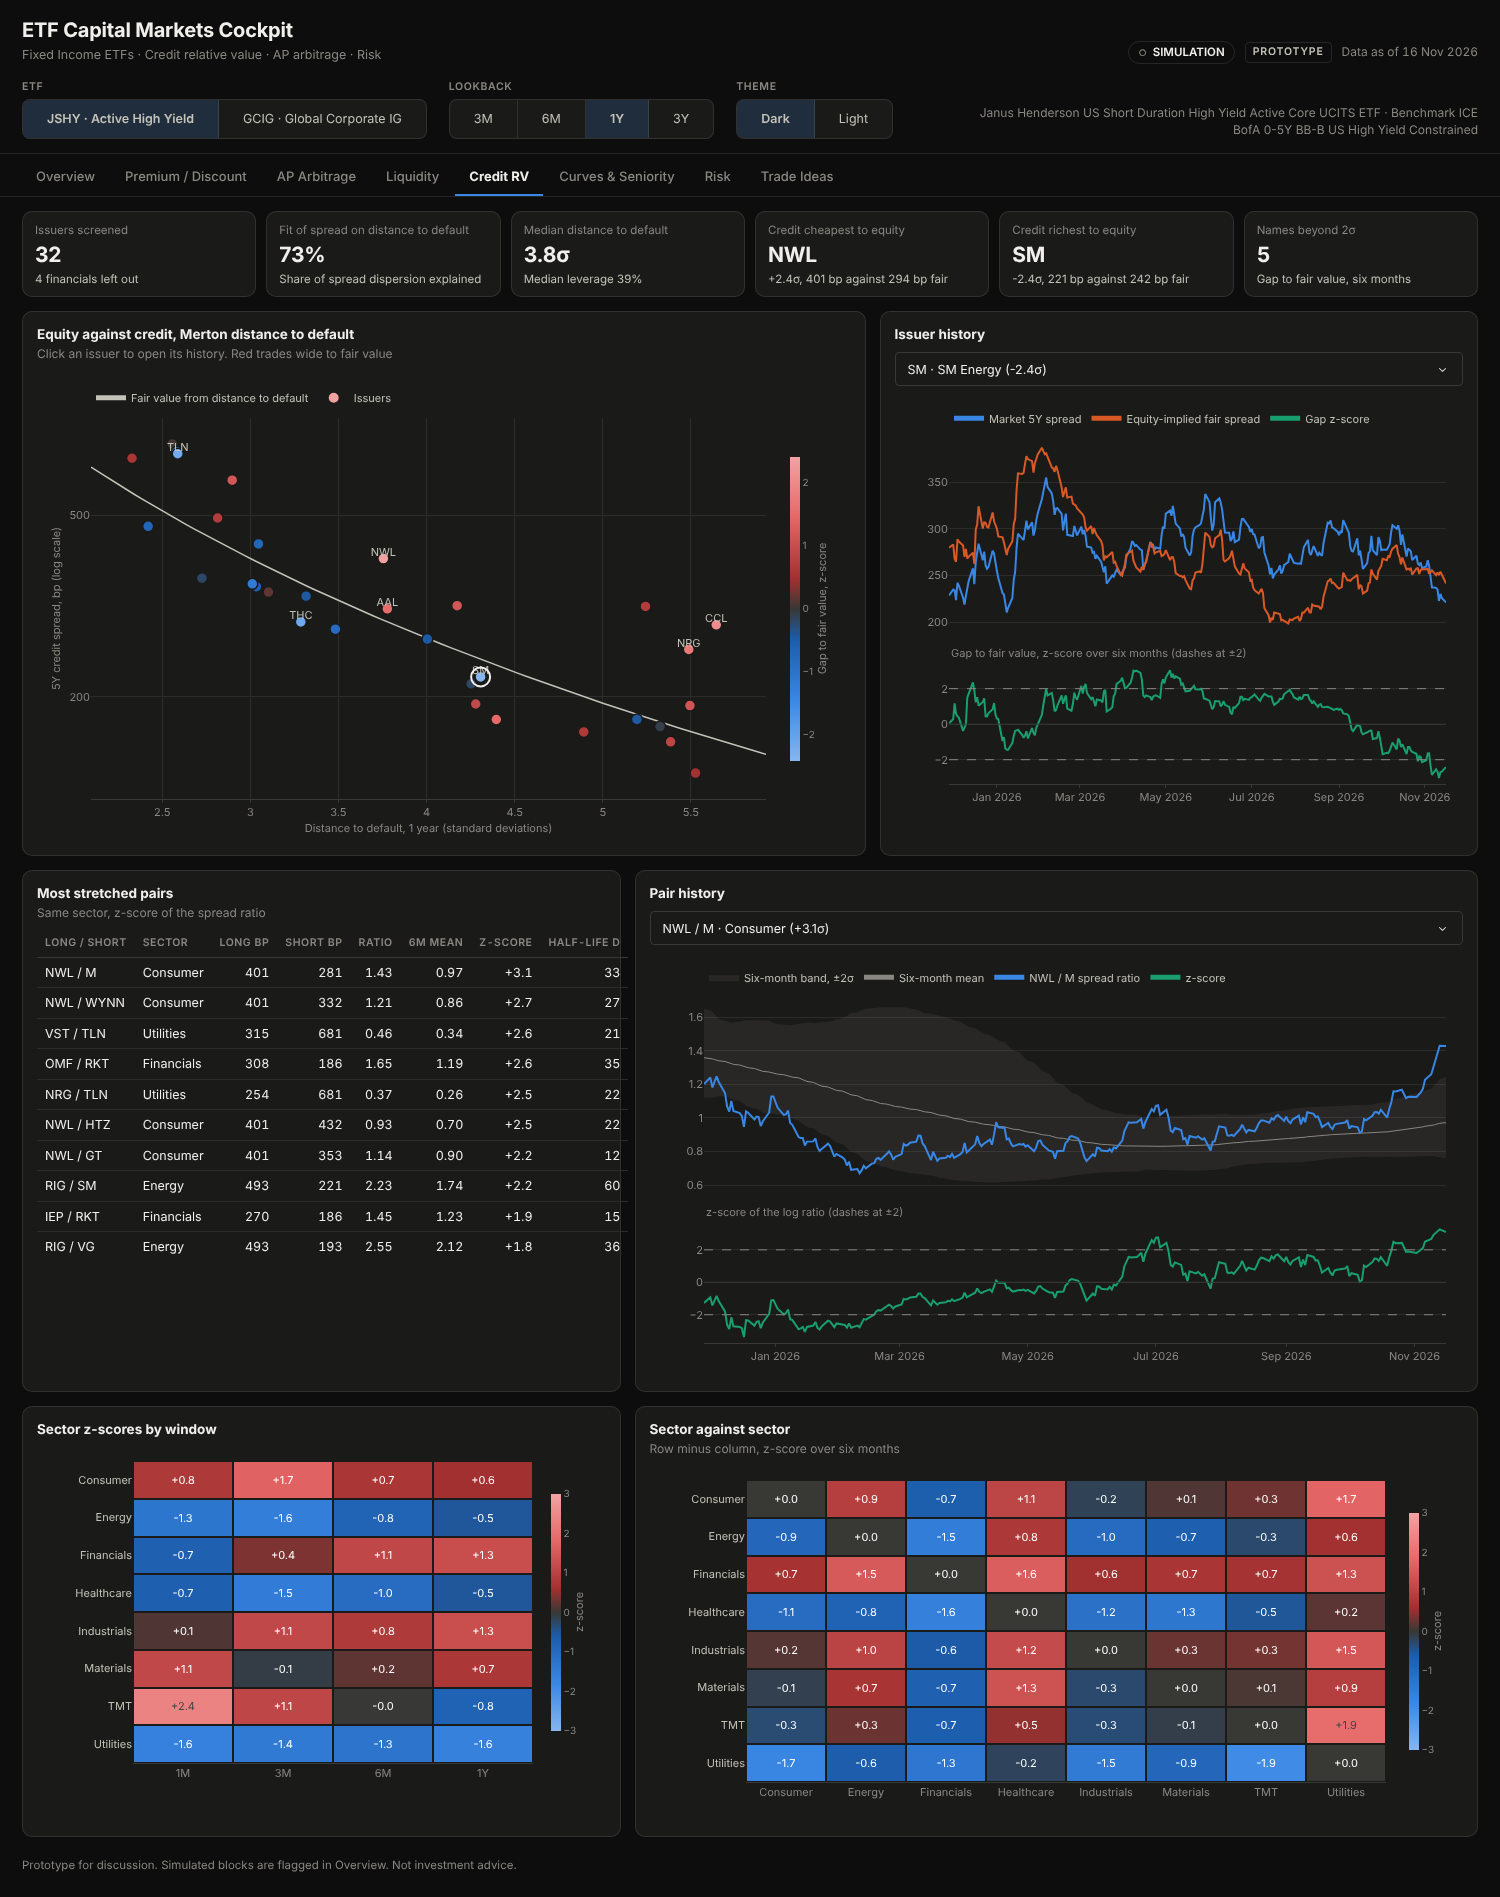 ETF Capital Markets Cockpit
Fixed Income ETFs · Credit relative value · AP arbitrage · Risk
SIMULATION
PROTOTYPE
Data as of 16 Nov 2026
ETF
LOOKBACK
THEME
JSHY · Active High Yield
GCIG · Global Corporate IG
3M
6M
1Y
3Y
Dark
Light
Janus Henderson US Short Duration High Yield Active Core UCITS ETF · Benchmark ICE
BofA 0-5Y BB-B US High Yield Constrained
Overview
Premium / Discount
AP Arbitrage
Liquidity
Credit RV
Curves & Seniority
Risk
Trade Ideas
Issuers screened
32
4 financials left out
Fit of spread on distance to default
73%
Share of spread dispersion explained
Median distance to default
3.8σ
Median leverage 39%
Credit cheapest to equity
NWL
+2.4σ, 401 bp against 294 bp fair
Credit richest to equity
SM
-2.4σ, 221 bp against 242 bp fair
Names beyond 2σ
5
Gap to fair value, six months
Equity against credit, Merton distance to default
Click an issuer to open its history. Red trades wide to fair value
Fair value from distance to default
Issuers
TLN
NWL
AAL
THC
CCL
NRG
SM
500
200
5Y credit spread, bp (log scale)
2.5
3
3.5
4
4.5
5
5.5
Distance to default, 1 year (standard deviations)
2
1
0
−1
−2
Gap to fair value, z-score
Issuer history
SM · SM Energy (-2.4σ)
Market 5Y spread
Equity-implied fair spread
Gap z-score
350
300
250
200
Gap to fair value, z-score over six months (dashes at ±2)
2
0
−2
Jan 2026
Mar 2026
May 2026
Jul 2026
Sep 2026
Nov 2026
Most stretched pairs
Same sector, z-score of the spread ratio
LONG / SHORT SECTOR LONG BP SHORT BP RATIO 6M MEAN Z-SCORE HALF-LIFE D
NWL / M Consumer 401 281 1.43 0.97 +3.1 33
NWL / WYNN Consumer 401 332 1.21 0.86 +2.7 27
VST / TLN Utilities 315 681 0.46 0.34 +2.6 21
OMF / RKT Financials 308 186 1.65 1.19 +2.6 35
NRG / TLN Utilities 254 681 0.37 0.26 +2.5 22
NWL / HTZ Consumer 401 432 0.93 0.70 +2.5 22
NWL / GT Consumer 401 353 1.14 0.90 +2.2 12
RIG / SM Energy 493 221 2.23 1.74 +2.2 60
IEP / RKT Financials 270 186 1.45 1.23 +1.9 15
RIG / VG Energy 493 193 2.55 2.12 +1.8 36
Pair history
NWL / M · Consumer (+3.1σ)
Six-month band, ±2σ
Six-month mean
NWL / M spread ratio
z-score
1.6
1.4
1.2
1
0.8
0.6
z-score of the log ratio (dashes at ±2)
2
0
−2
Jan 2026
Mar 2026
May 2026
Jul 2026
Sep 2026
Nov 2026
Sector z-scores by window
Consumer +0.8 +1.7 +0.7 +0.6
Energy -1.3 -1.6 -0.8 -0.5
Financials -0.7 +0.4 +1.1 +1.3
Healthcare -0.7 -1.5 -1.0 -0.5
Industrials +0.1 +1.1 +0.8 +1.3
Materials +1.1 -0.1 +0.2 +0.7
TMT +2.4 +1.1 -0.0 -0.8
Utilities -1.6 -1.4 -1.3 -1.6
1M 3M 6M 1Y
3
2
1
0
−1
−2
−3
z-score
Sector against sector
Row minus column, z-score over six months
Consumer +0.0 +0.9 -0.7 +1.1 -0.2 +0.1 +0.3 +1.7
Energy -0.9 +0.0 -1.5 +0.8 -1.0 -0.7 -0.3 +0.6
Financials +0.7 +1.5 +0.0 +1.6 +0.6 +0.7 +0.7 +1.3
Healthcare -1.1 -0.8 -1.6 +0.0 -1.2 -1.3 -0.5 +0.2
Industrials +0.2 +1.0 -0.6 +1.2 +0.0 +0.3 +0.3 +1.5
Materials -0.1 +0.7 -0.7 +1.3 -0.3 +0.0 +0.1 +0.9
TMT -0.3 +0.3 -0.7 +0.5 -0.3 -0.1 +0.0 +1.9
Utilities -1.7 -0.6 -1.3 -0.2 -1.5 -0.9 -1.9 +0.0
Consumer Energy Financials Healthcare Industrials Materials TMT Utilities
3
2
1
0
−1
−2
−3
z-score
Prototype for discussion. Simulated blocks are flagged in Overview. Not investment advice.